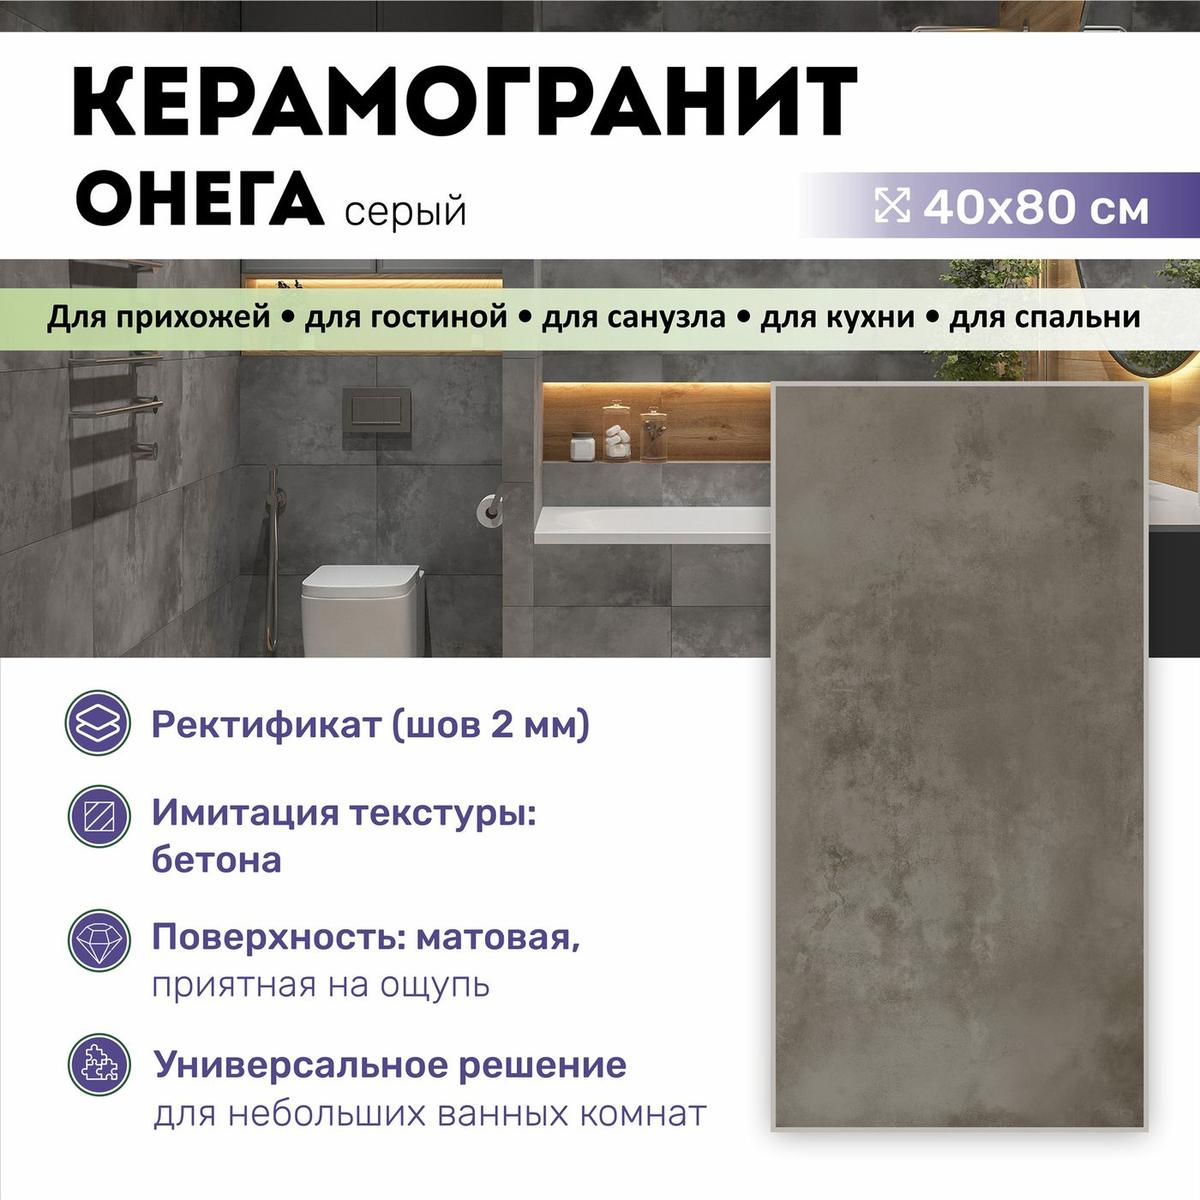 КЕРАМОГРАНИТ
ОНЕГА серый
40x80 см
Для прихожей • для гостиной • для санузла • для кухни • для спальни
Ректификат (шов 2 мм)
Имитация текстуры:
бетона
Поверхность: матовая,
приятная на ощупь
Универсальное решение
для небольших ванных комнат